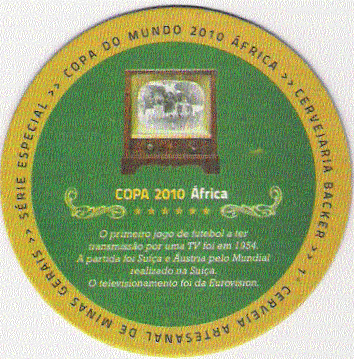 SÉRIE ESPECIAL >> COPA DO MUNDO 2010 ÁFRICA >> CERVEJARIA BACKER >> 1ª CERVEJA ARTESANAL DE MINAS GERAIS <
COPA 2010 África
O primeiro jogo de futebol a ter
transmissão por uma TV foi em 1954.
A partida foi Suíça e Áustria pelo Mundial
realizado na Suíça.
O televisionamento foi da Eurovision.